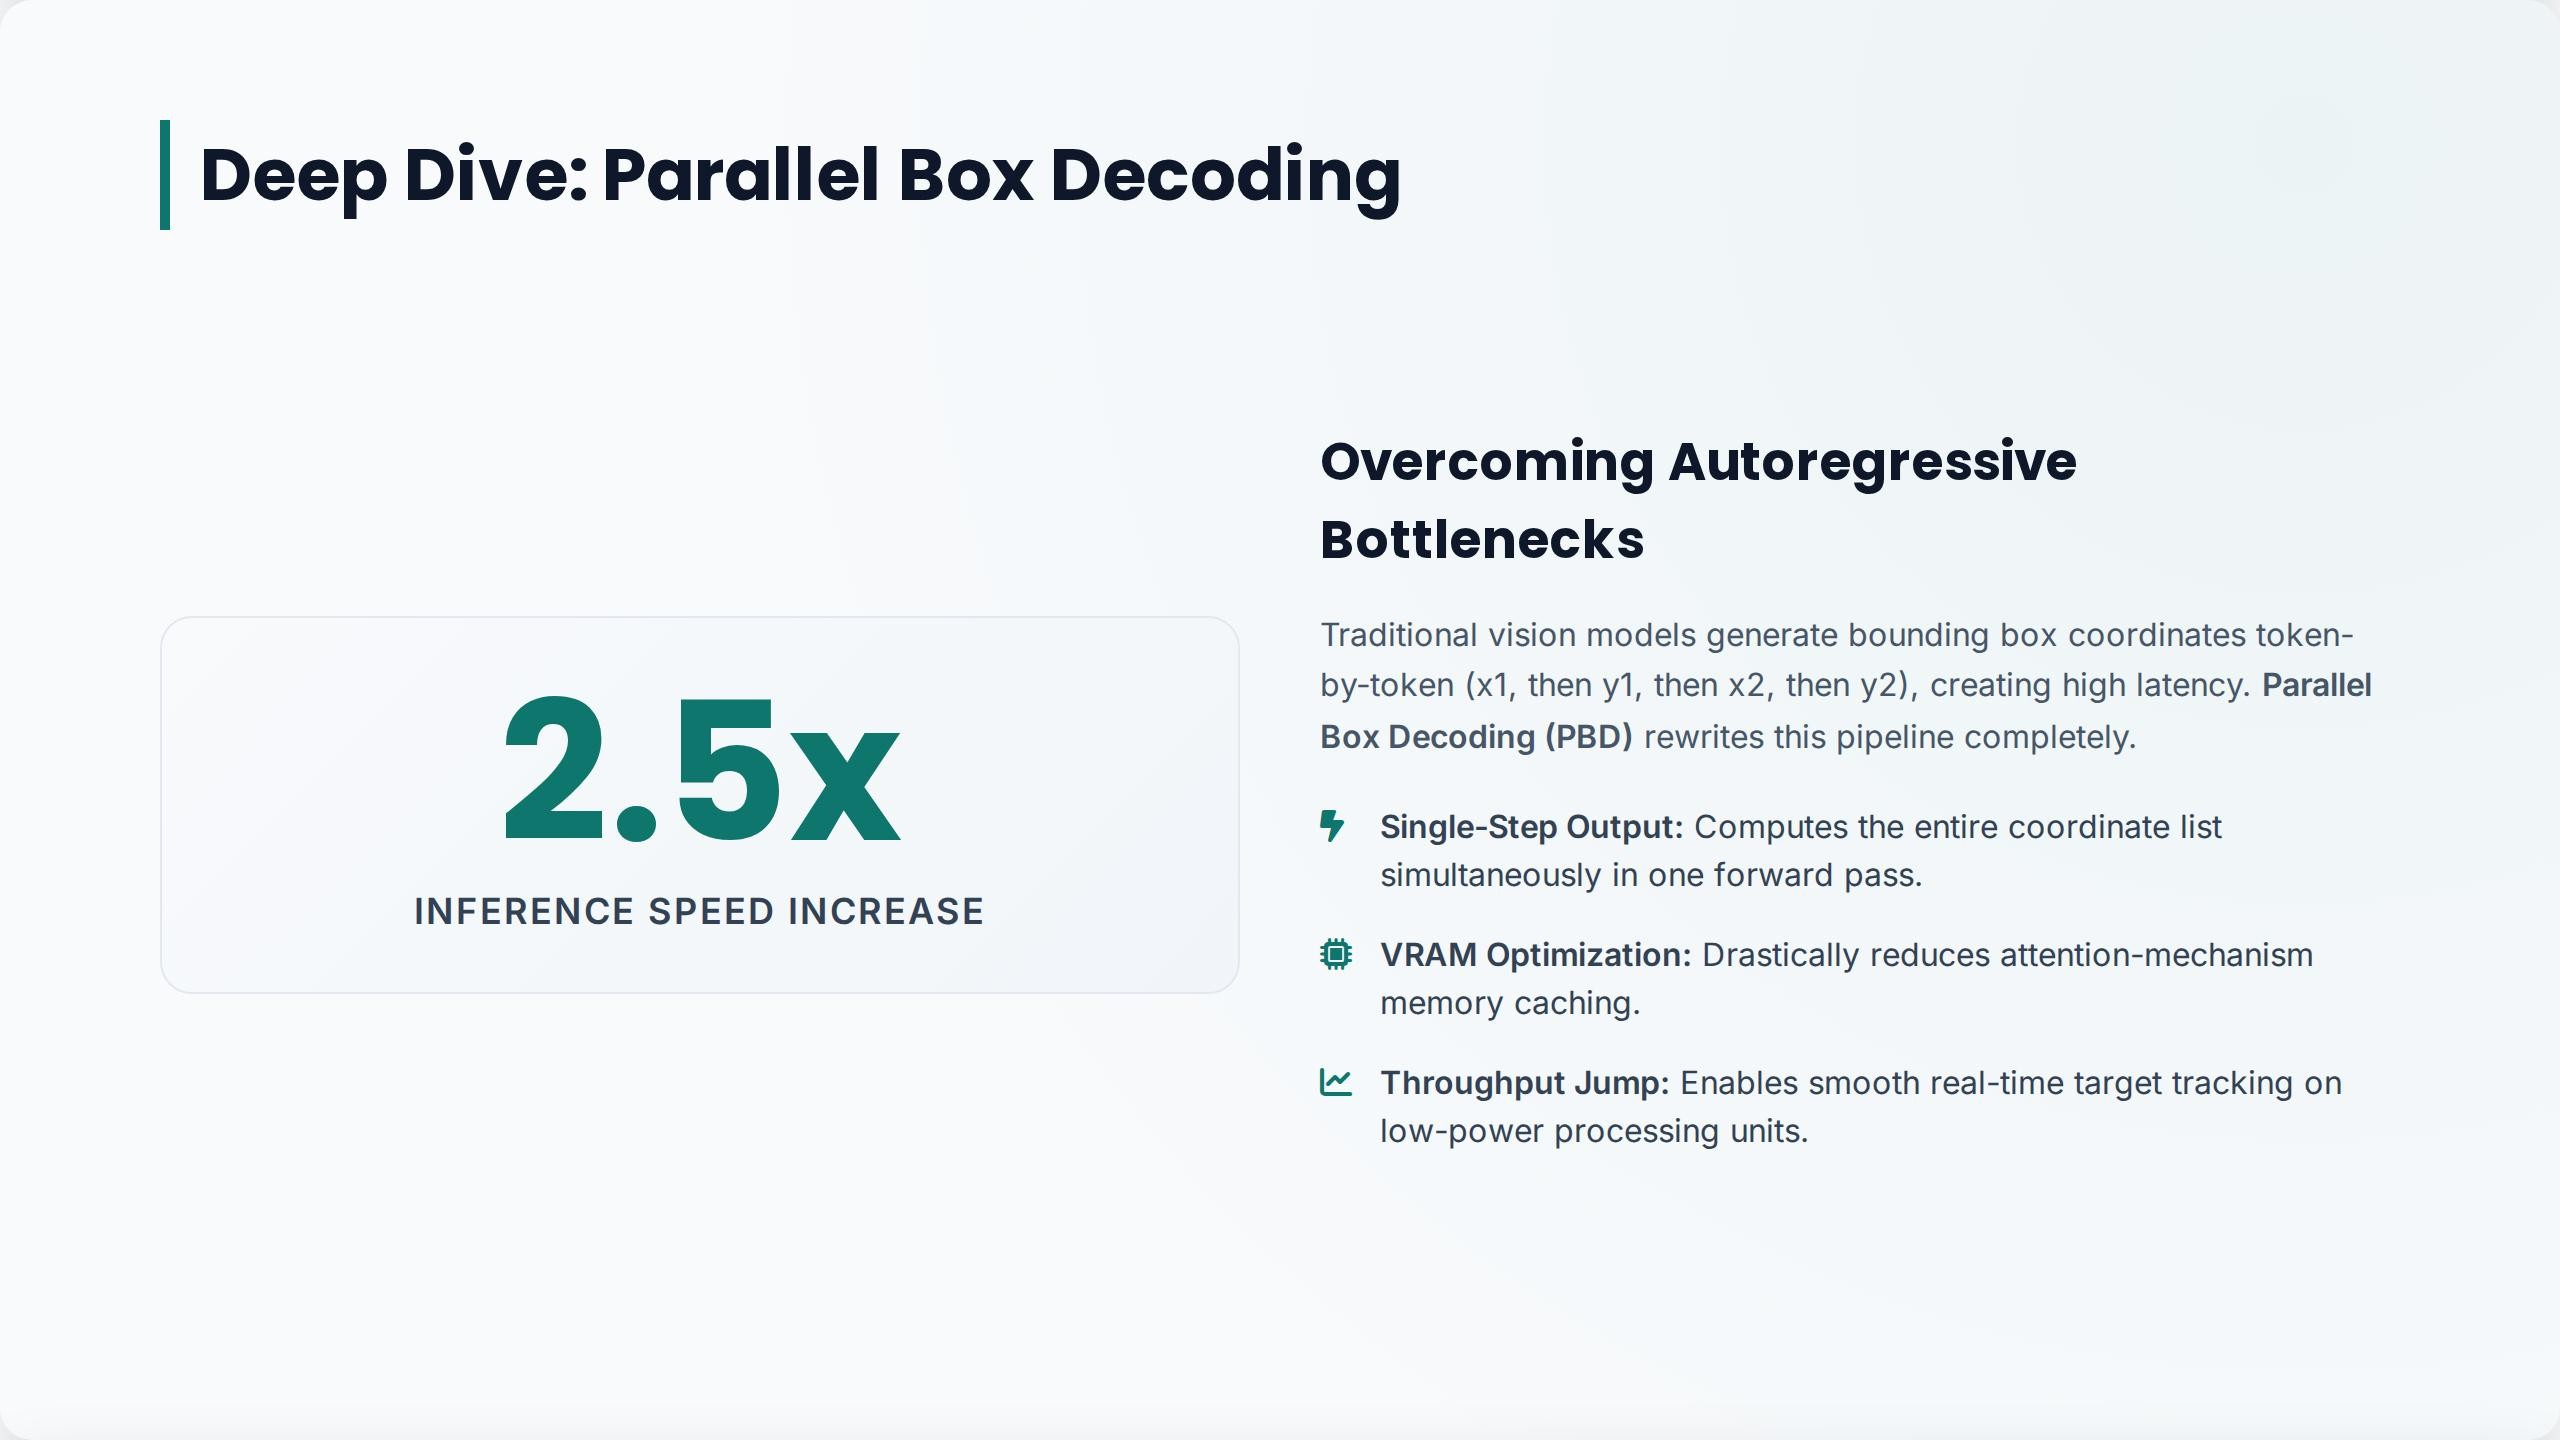 Deep Dive: Parallel Box Decoding
2.5x
INFERENCE SPEED INCREASE
Overcoming Autoregressive
Bottlenecks
Traditional vision models generate bounding box coordinates token-
by-token (x1, then y1, then x2, then y2), creating high latency. Parallel
Box Decoding (PBD) rewrites this pipeline completely.
Single-Step Output: Computes the entire coordinate list
simultaneously in one forward pass.
VRAM Optimization: Drastically reduces attention-mechanism
memory caching.
Throughput Jump: Enables smooth real-time target tracking on
low-power processing units.